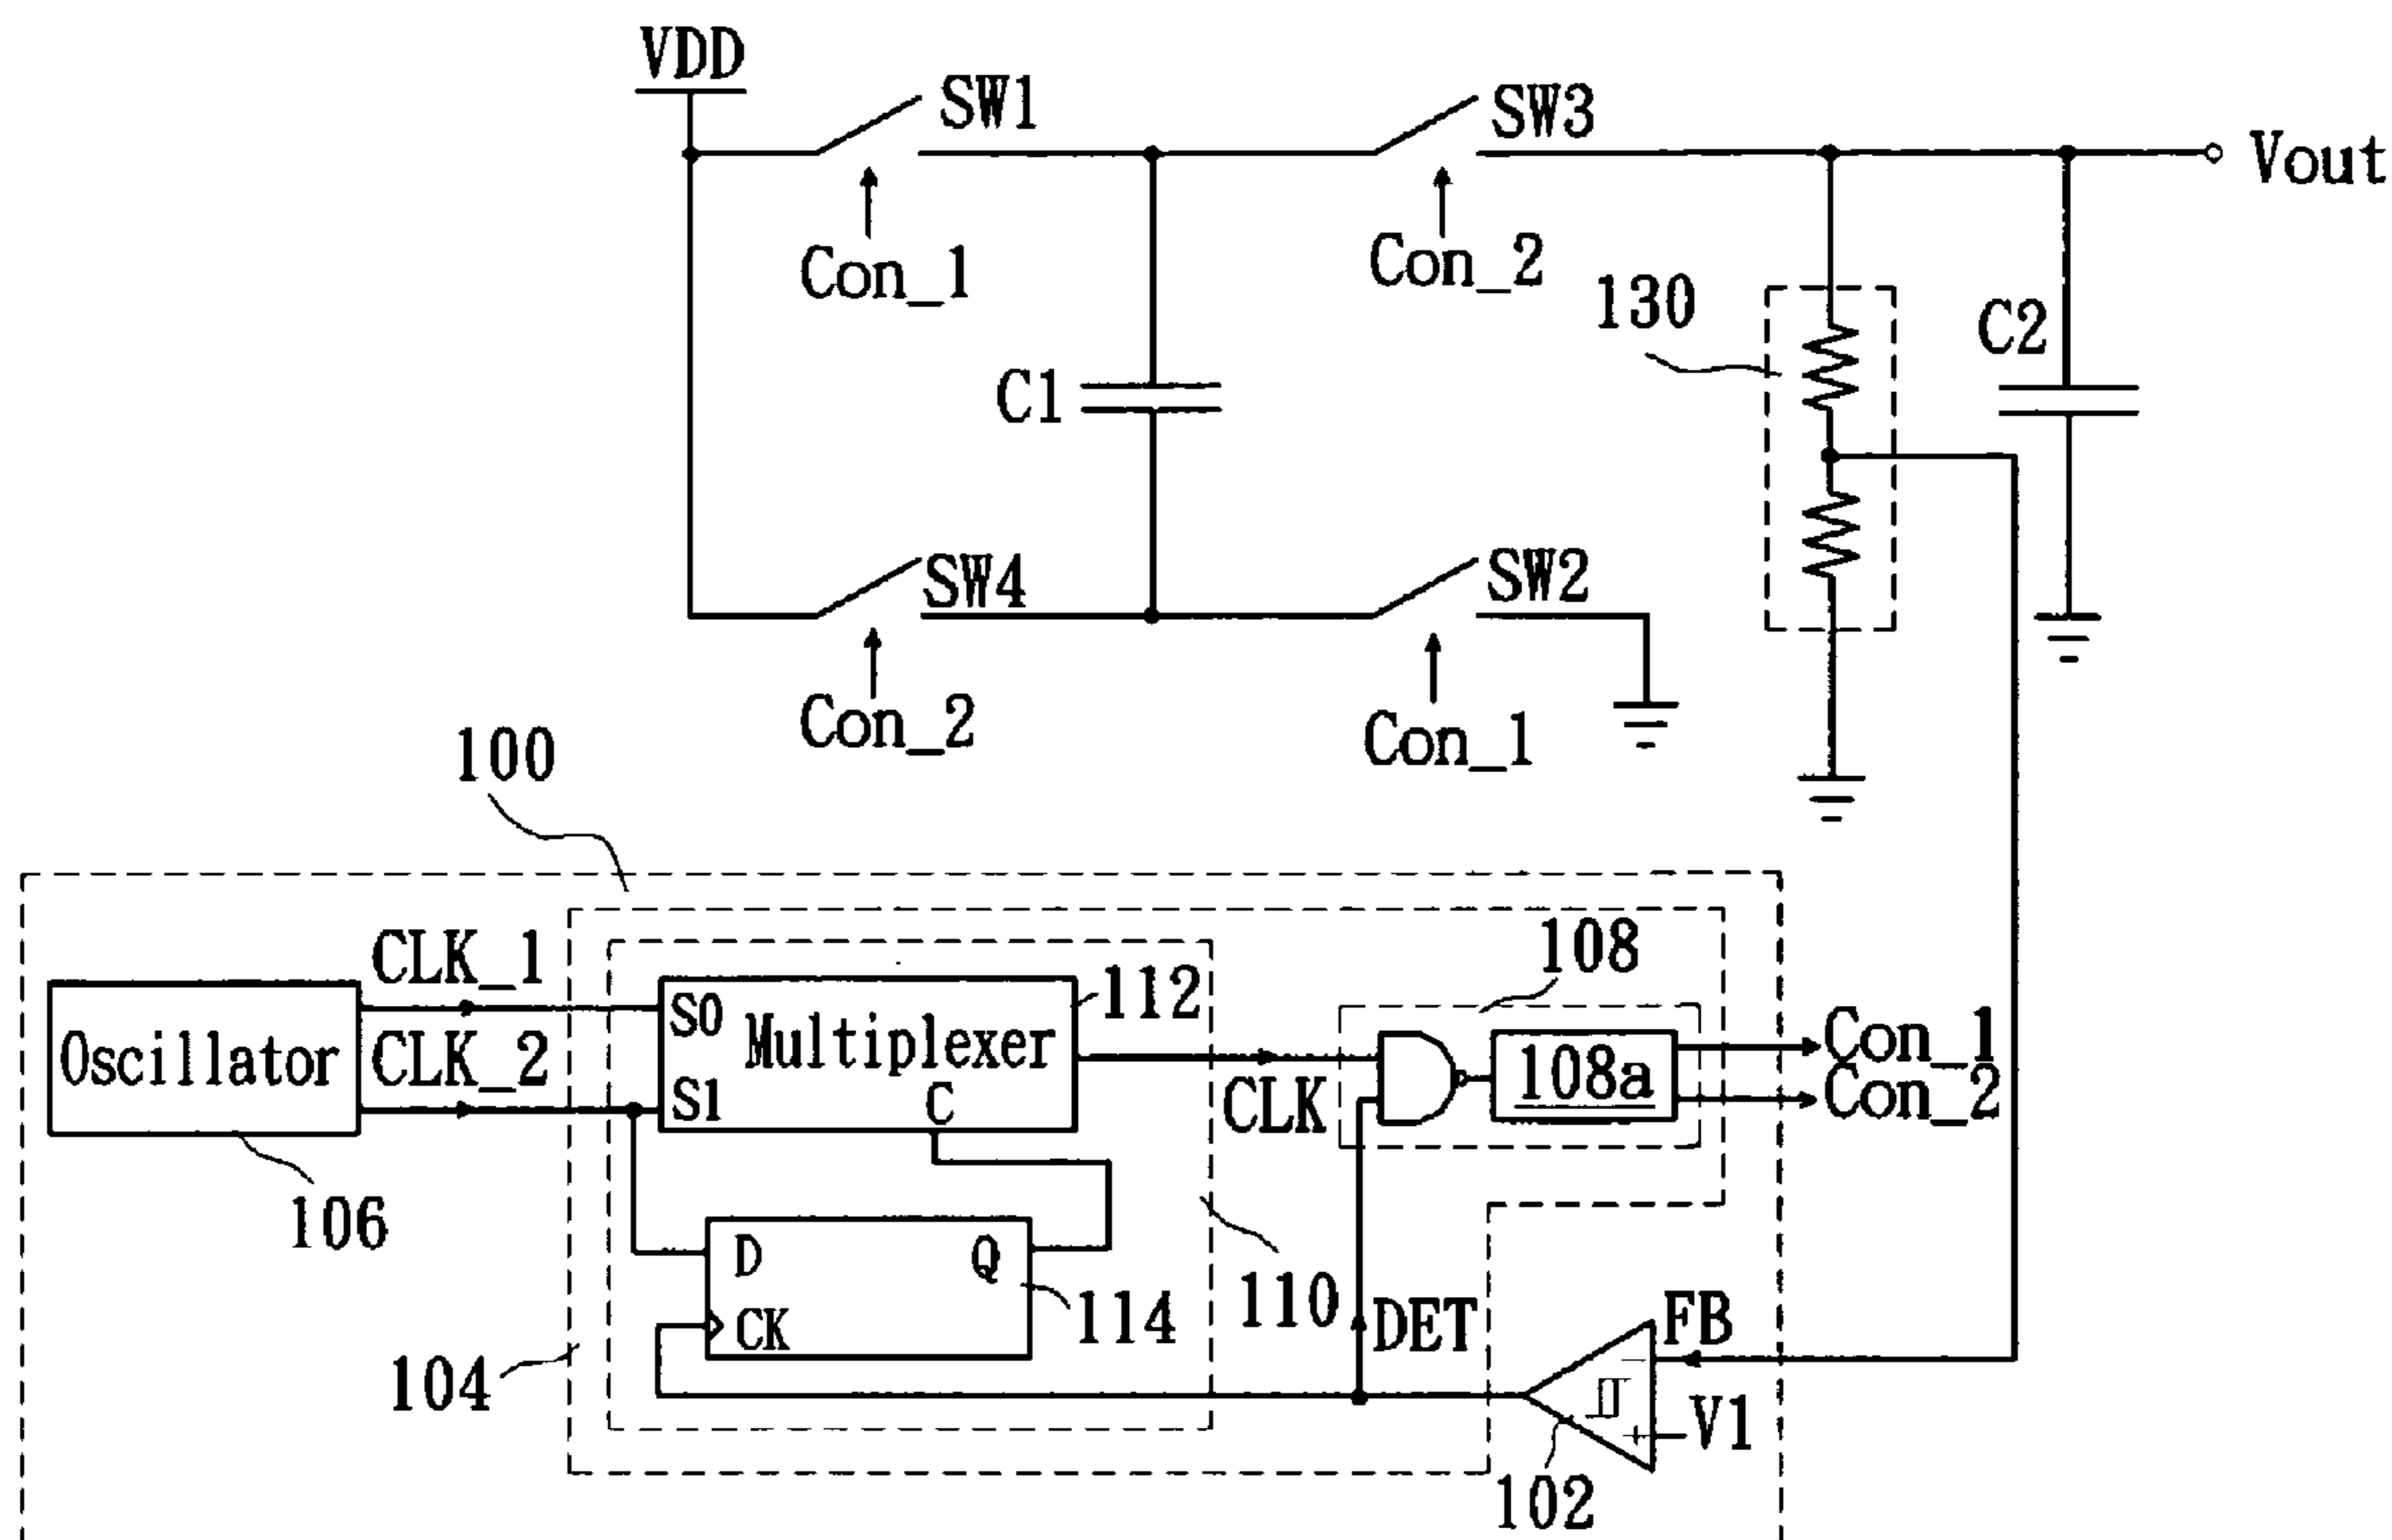 VDD
SW1
SW3
Vout
Con_1
Con_2
130
C2
C1
SW4
SW2
Con_2
Con_1
100
CLK_1
108
Oscillator
S0
Multiplexer
112
CLK_2
S1
C
CLK
108a
Con_1
Con_2
106
D
Q
CK
114
110
DET
FB
104
−
+
V1
102